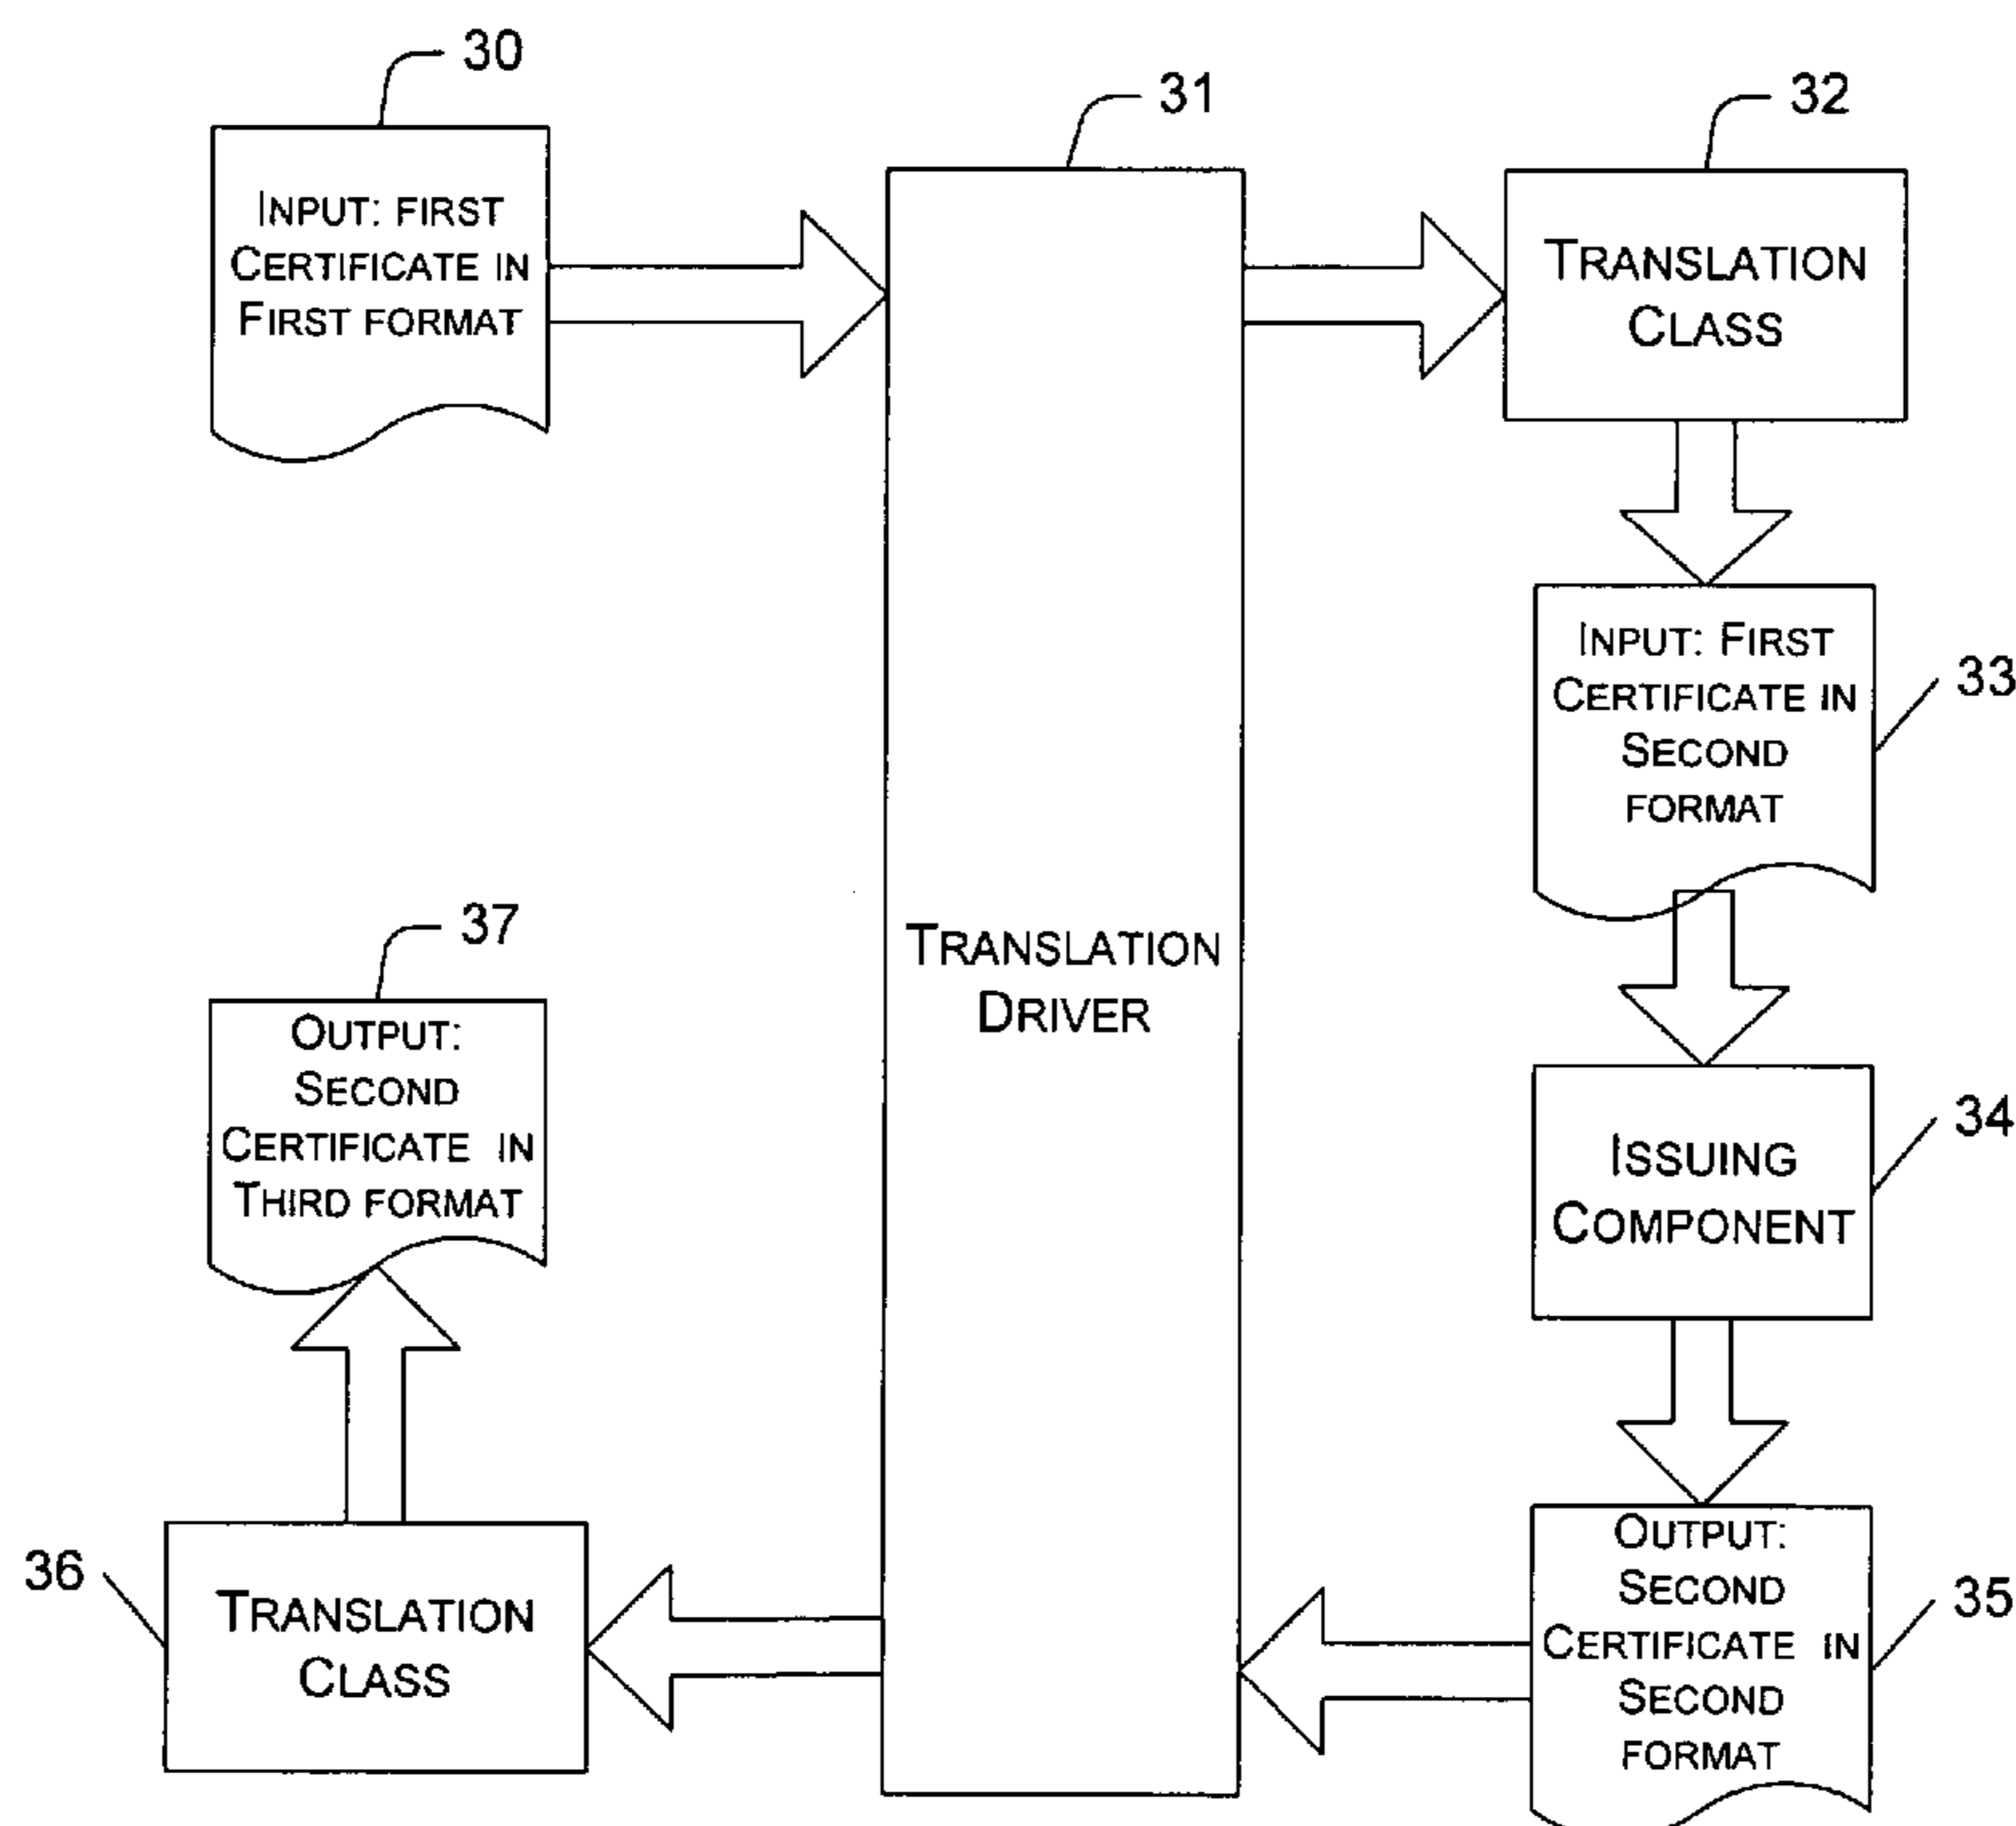 30
INPUT: FIRST
CERTIFICATE IN
FIRST FORMAT
31
TRANSLATION
DRIVER
32
TRANSLATION
CLASS
INPUT: FIRST
CERTIFICATE IN
SECOND
FORMAT
33
ISSUING
COMPONENT
34
OUTPUT:
SECOND
CERTIFICATE IN
SECOND
FORMAT
35
36
TRANSLATION
CLASS
37
OUTPUT:
SECOND
CERTIFICATE IN
THIRD FORMAT